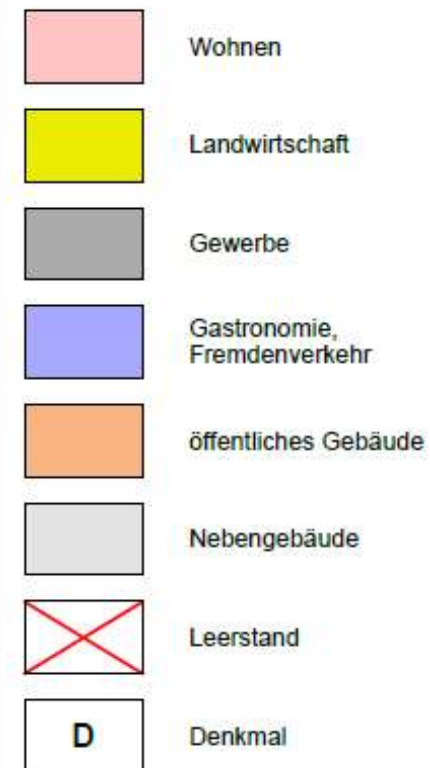 Wohnen
Landwirtschaft
Gewerbe
Gastronomie,
Fremdenverkehr
öffentliches Gebäude
Nebengebäude
Leerstand
D Denkmal